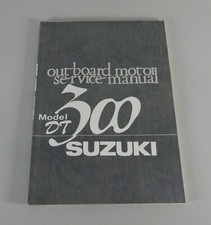 outboard motor
service manual
Model
DT 300
SUZUKI